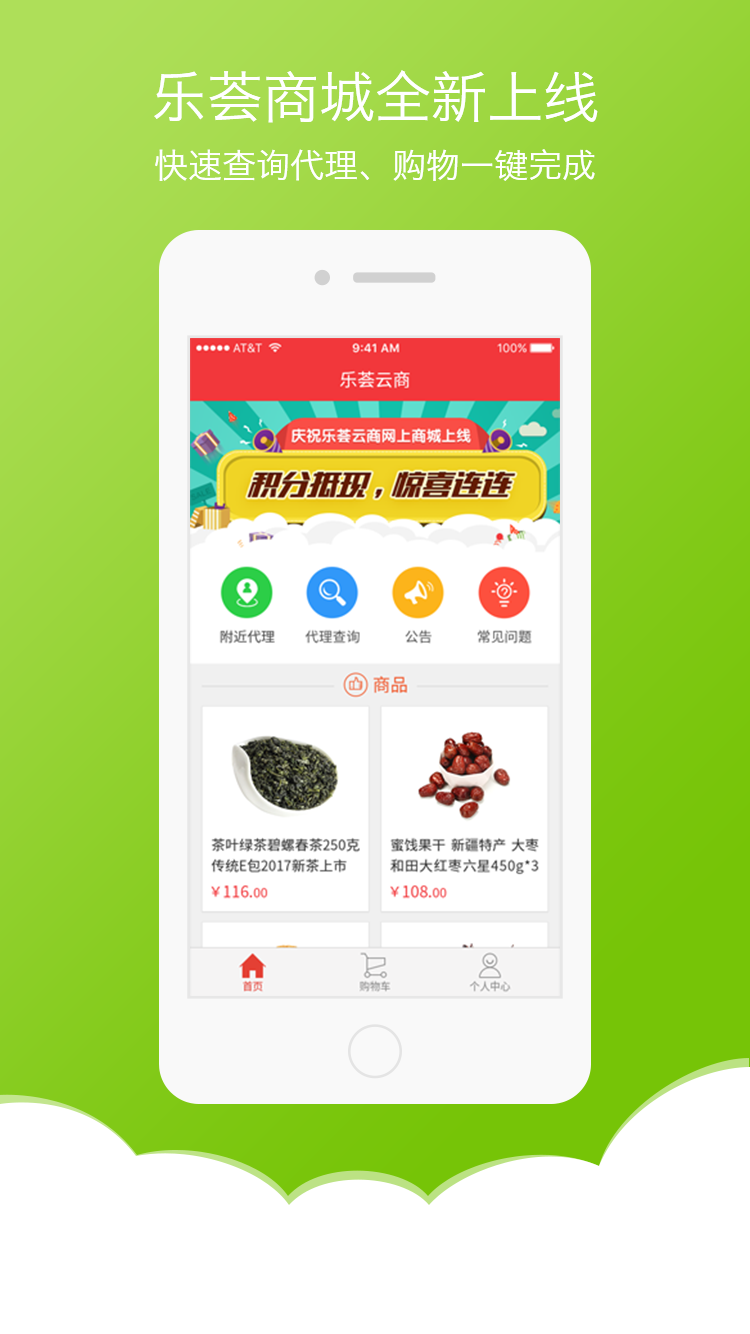 乐荟商城全新上线
快速查询代理、购物一键完成
AT&T 9:41 AM 100%
乐荟云商
庆祝乐荟云商网上商城上线
积分抵现，惊喜连连
附近代理 代理查询 公告 常见问题
商品
茶叶绿茶碧螺春茶250克
传统E包2017新茶上市
￥116.00
蜜饯果干 新疆特产 大枣
和田大红枣六星450g*3
￥108.00
首页 购物车 个人中心